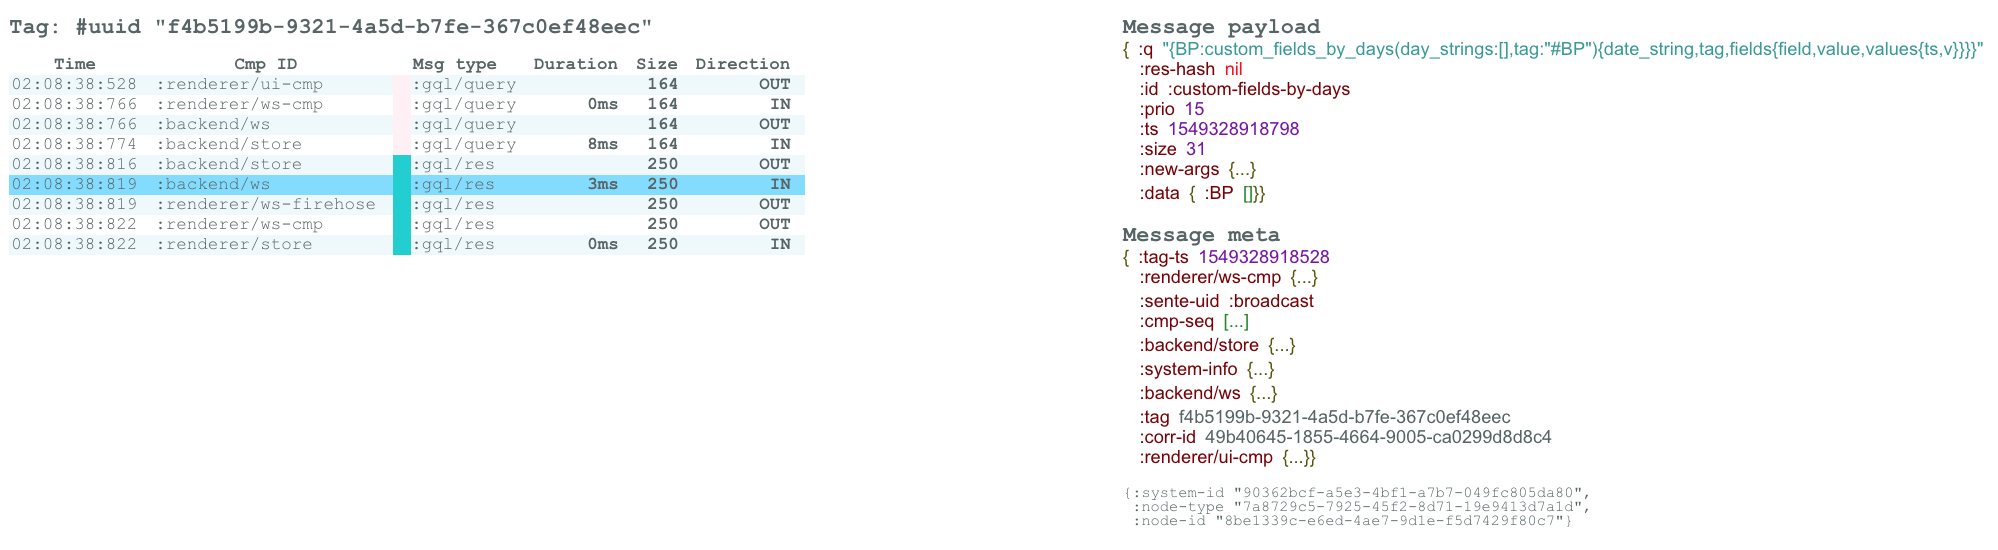 Tag: #uuid "f4b5199b-9321-4a5d-b7fe-367c0ef48eec"
Time Cmp ID Msg type Duration Size Direction
02:08:38:528 :renderer/ui-cmp :gql/query 164 OUT
02:08:38:766 :renderer/ws-cmp :gql/query 0ms 164 IN
02:08:38:766 :backend/ws :gql/query 164 OUT
02:08:38:774 :backend/store :gql/query 8ms 164 IN
02:08:38:816 :backend/store :gql/res 250 OUT
02:08:38:819 :backend/ws :gql/res 3ms 250 IN
02:08:38:819 :renderer/ws-firehose :gql/res 250 OUT
02:08:38:822 :renderer/ws-cmp :gql/res 250 OUT
02:08:38:822 :renderer/store :gql/res 0ms 250 IN
Message payload
{ :q "{BP:custom_fields_by_days(day_strings:[],tag:"#BP"){date_string,tag,fields{field,value,values{ts,v}}}}"
:res-hash nil
:id :custom-fields-by-days
:prio 15
:ts 1549328918798
:size 31
:new-args {...}
:data { :BP []}}
Message meta
{ :tag-ts 1549328918528
:renderer/ws-cmp {...}
:sente-uid :broadcast
:cmp-seq [...]
:backend/store {...}
:system-info {...}
:backend/ws {...}
:tag f4b5199b-9321-4a5d-b7fe-367c0ef48eec
:corr-id 49b40645-1855-4664-9005-ca0299d8d8c4
:renderer/ui-cmp {...}}
{:system-id "90362bcf-a5e3-4bf1-a7b7-049fc805da80",
:node-type "7a8729c5-7925-45f2-8d71-19e9413d7a1d",
:node-id "8be1339c-e6ed-4ae7-9d1e-f5d7429f80c7"}